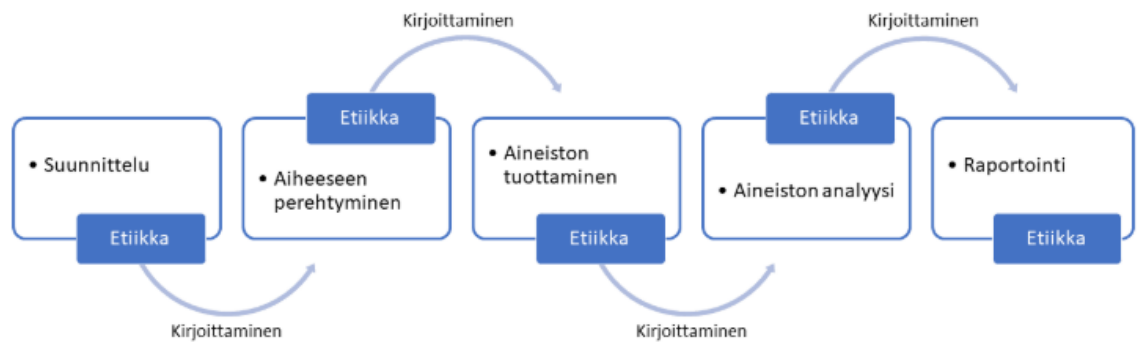 Kirjoittaminen
Kirjoittaminen
Etiikka
Etiikka
• Suunnittelu
• Aiheeseen
perehtyminen
• Aineiston
tuottaminen
• Aineiston analyysi
• Raportointi
Etiikka
Etiikka
Etiikka
Kirjoittaminen
Kirjoittaminen